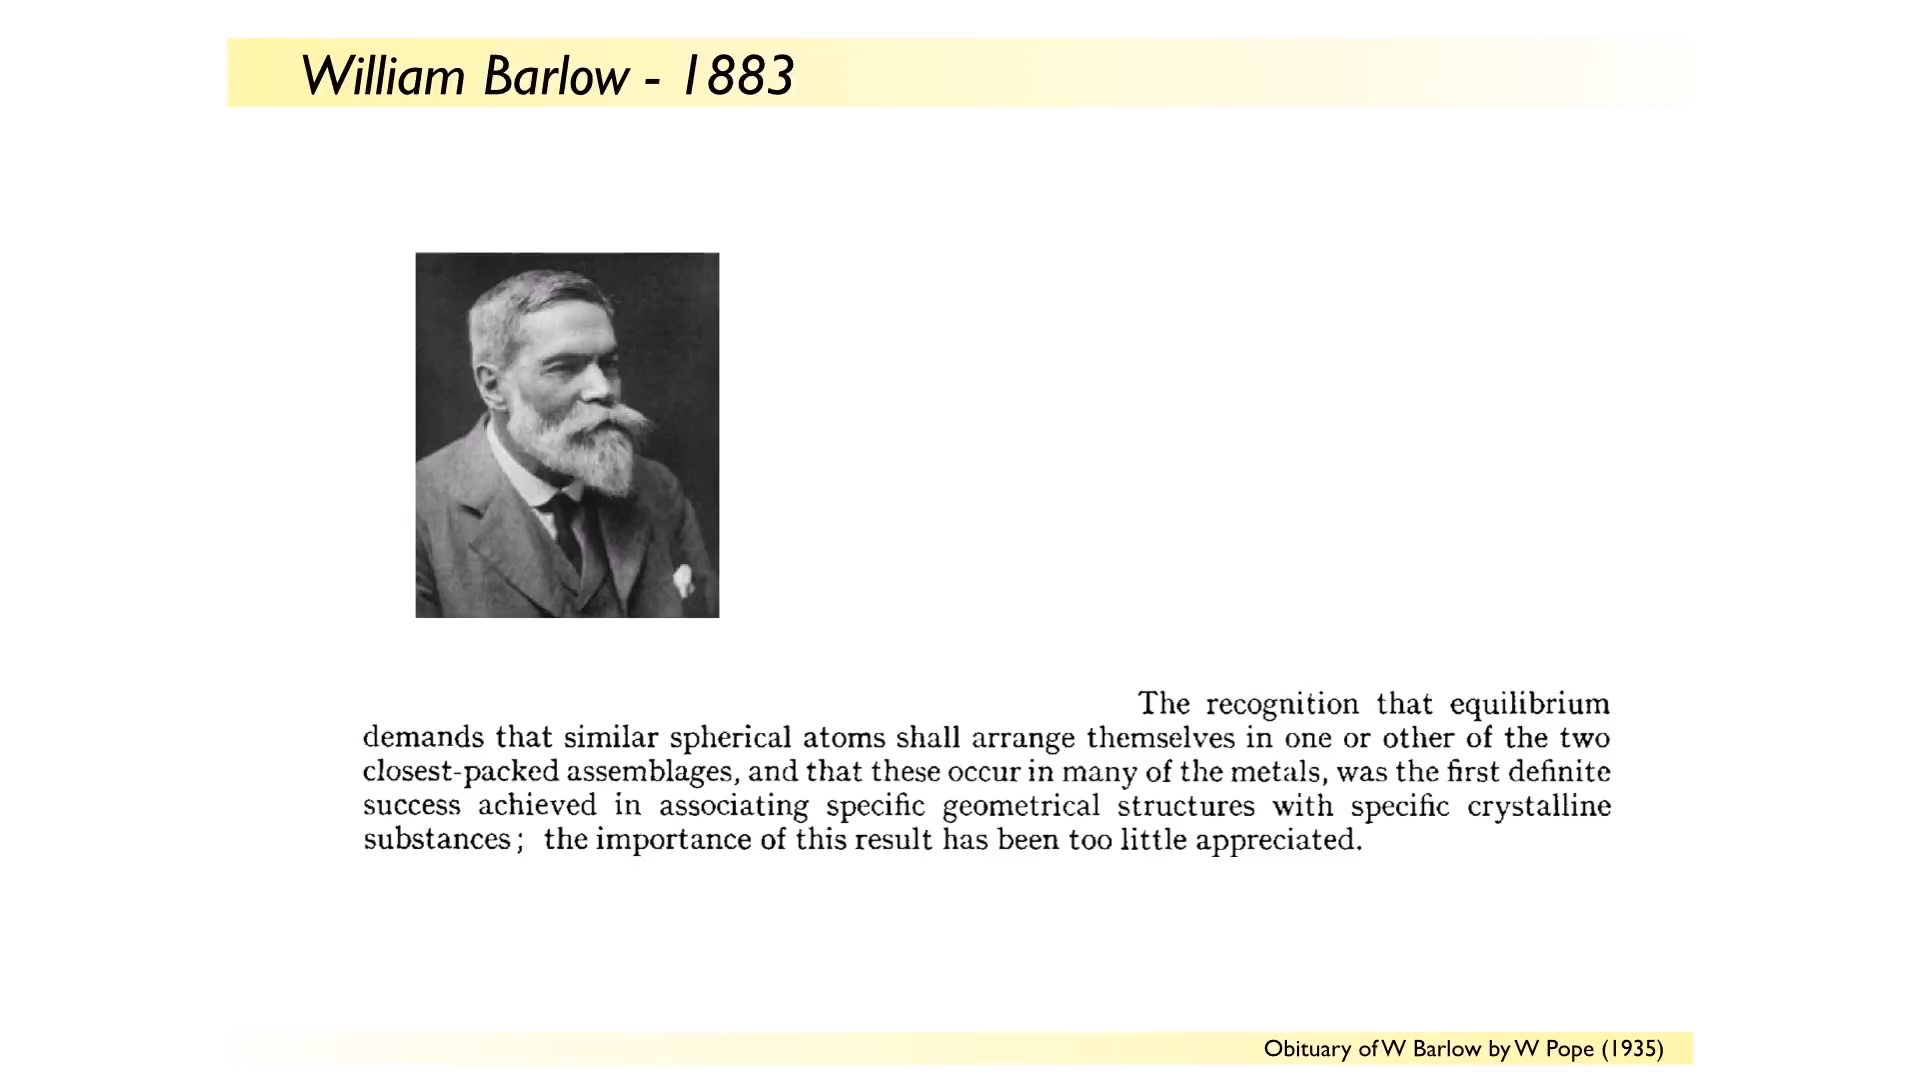 William Barlow - 1883
The recognition that equilibrium
demands that similar spherical atoms shall arrange themselves in one or other of the two
closest-packed assemblages, and that these occur in many of the metals, was the first definite
success achieved in associating specific geometrical structures with specific crystalline
substances; the importance of this result has been too little appreciated.
Obituary of W Barlow by W Pope (1935)